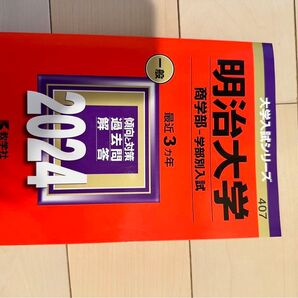 大学入試シリーズ
407
明治大学
商学部-学部別入試
一般
最近3カ年
傾向と対策
過去問
解答
2024
教学社